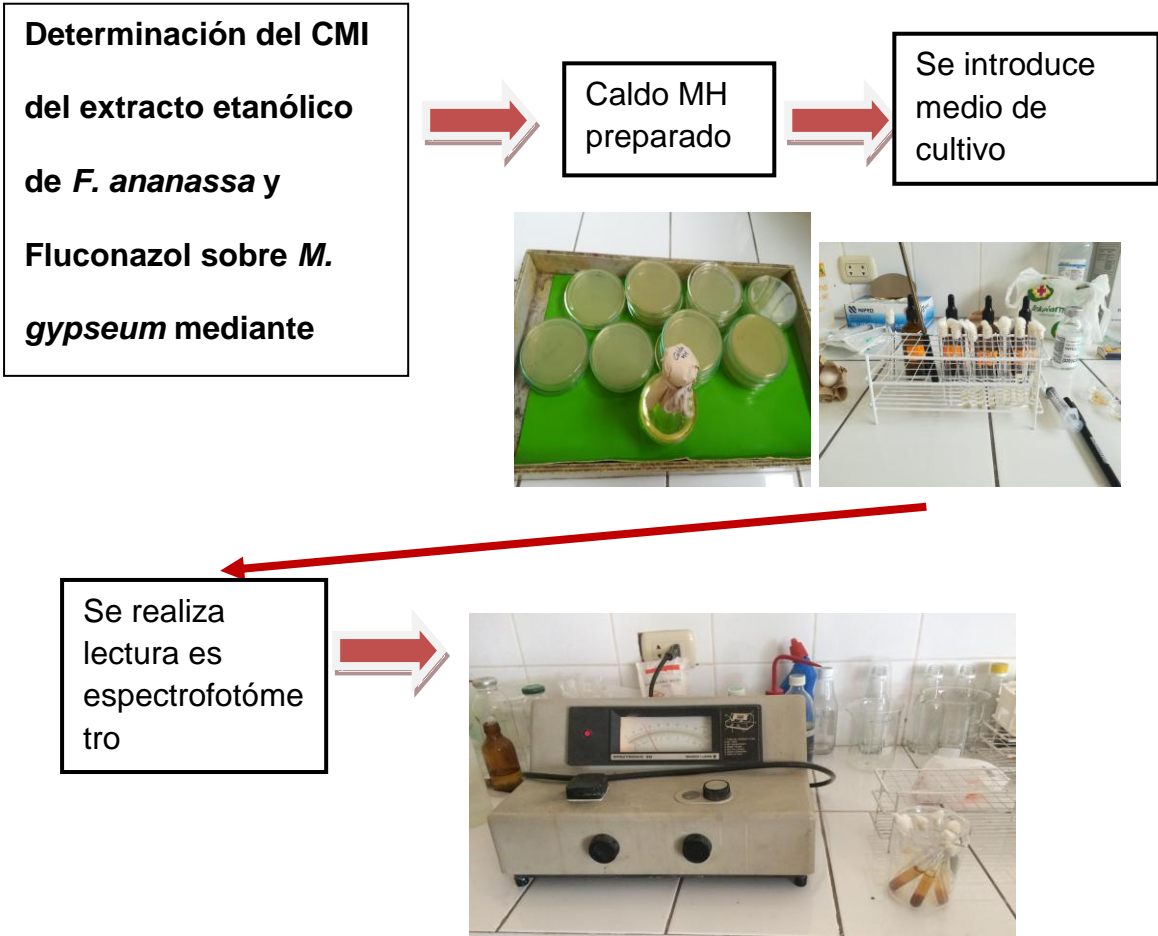 Determinación del CMI
del extracto etanólico
de F. ananassa y
Fluconazol sobre M.
gypseum mediante
Caldo MH
preparado
Se introduce
medio de
cultivo
NIPRO
Se realiza
lectura es
espectrofotóme
tro